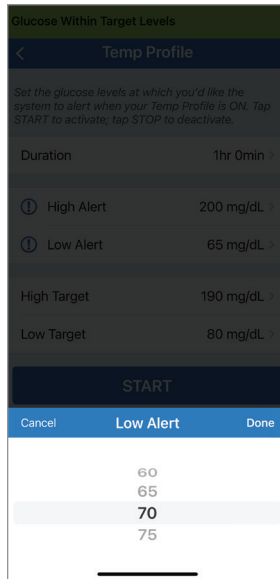 Glucose Within Target Levels
Temp Profile
Set the glucose levels at which you'd like the
system to alert when your Temp Profile is ON. Tap
START to activate; tap STOP to deactivate.
Duration 1hr 0min
High Alert 200 mg/dL
Low Alert 65 mg/dL
High Target 190 mg/dL
Low Target 80 mg/dL
START
Cancel Low Alert Done
60
65
70
75